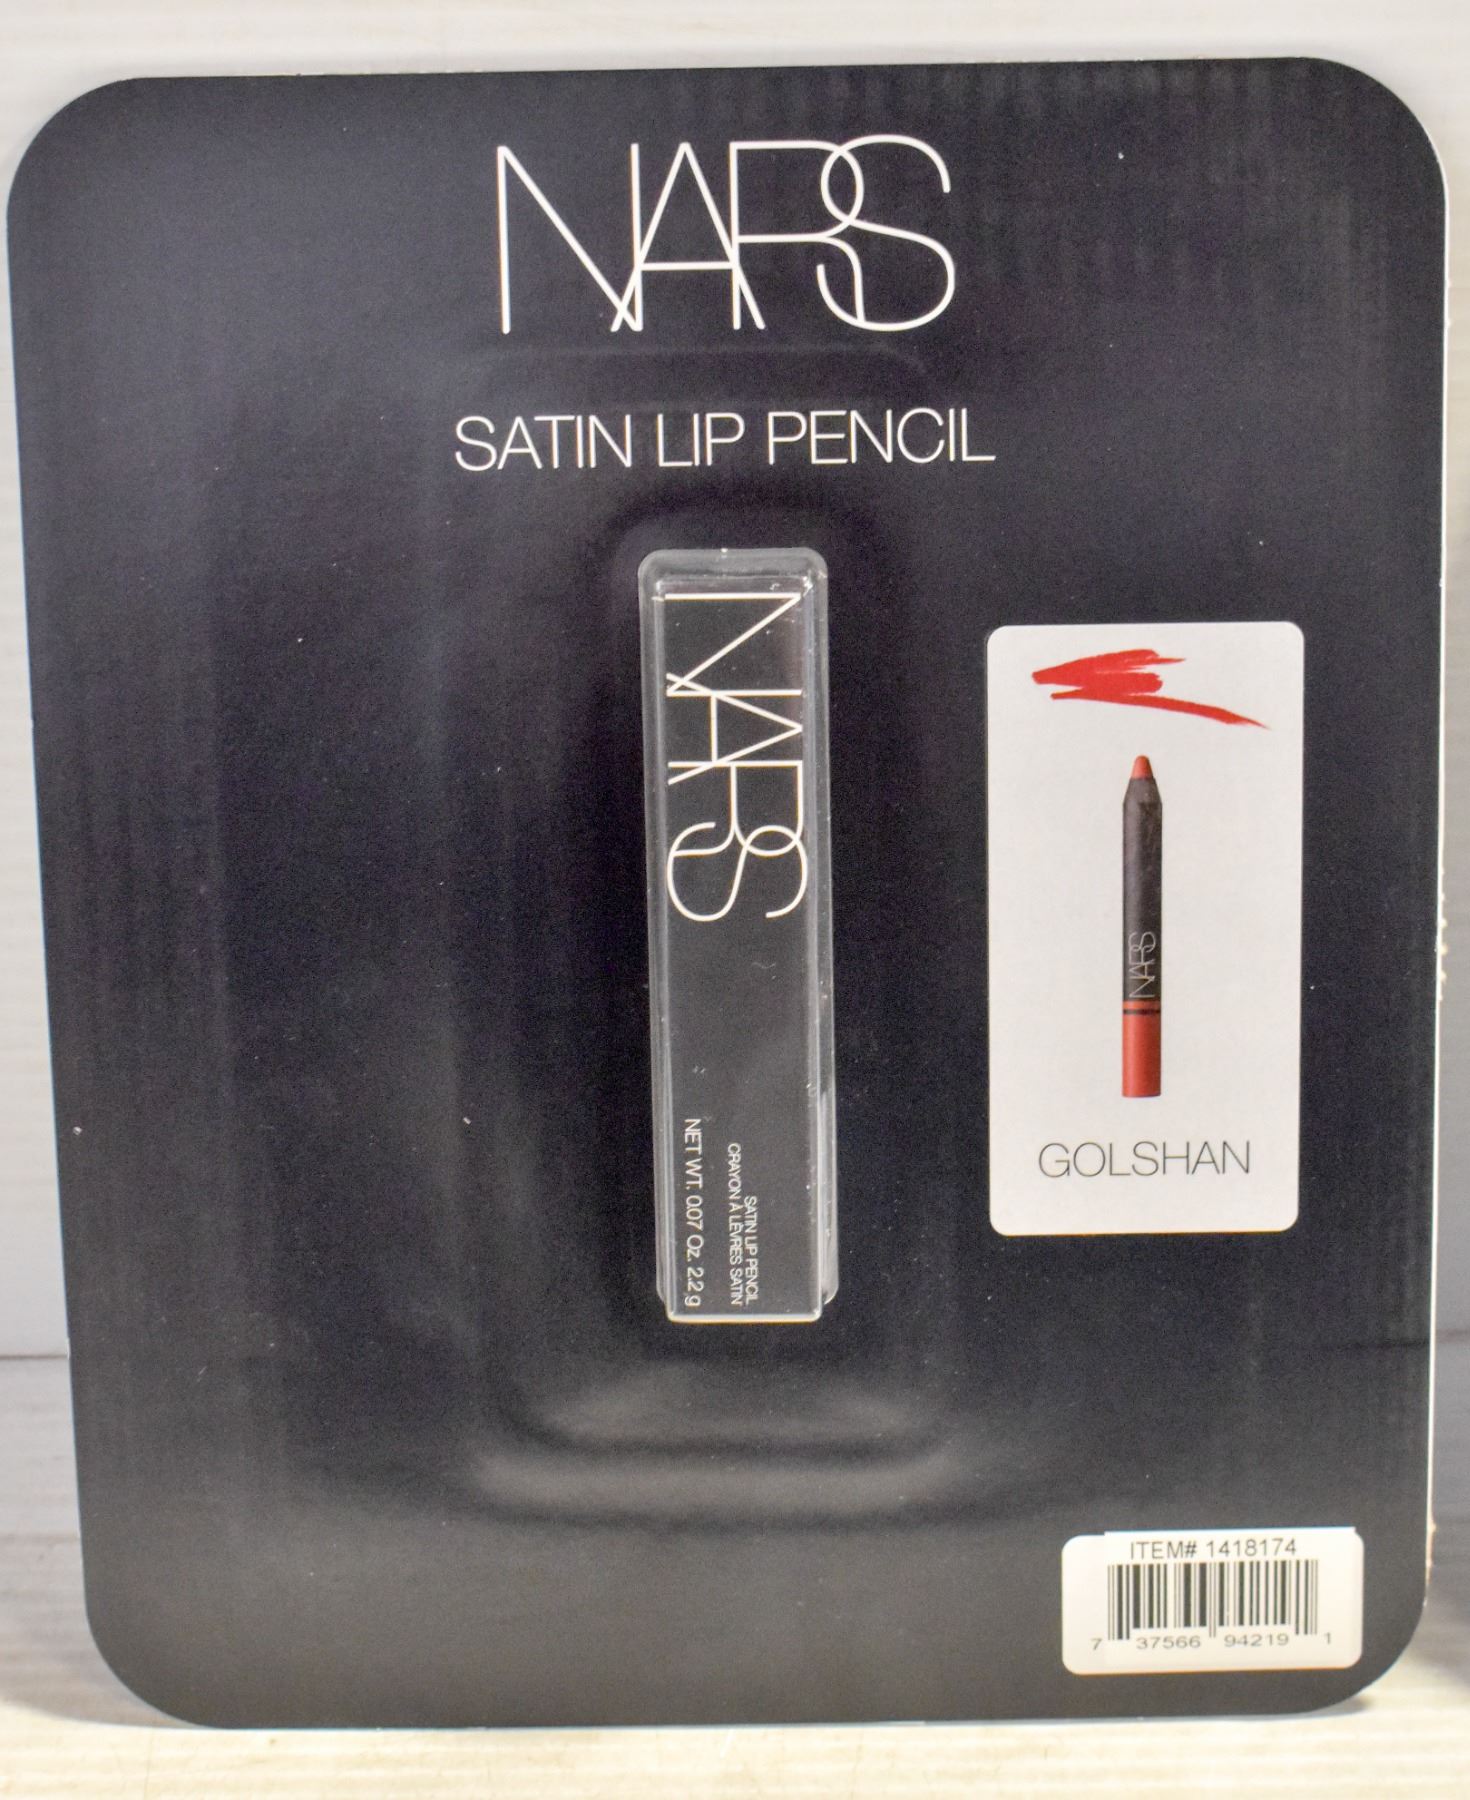 NARS
SATIN LIP PENCIL
NARS
SATIN LIP PENCIL
CRAYON À LÈVRES SATIN
NET WT. 0.07 Oz. 2.2 g
NARS
GOLSHAN
ITEM# 1418174
7 37566 94219 1